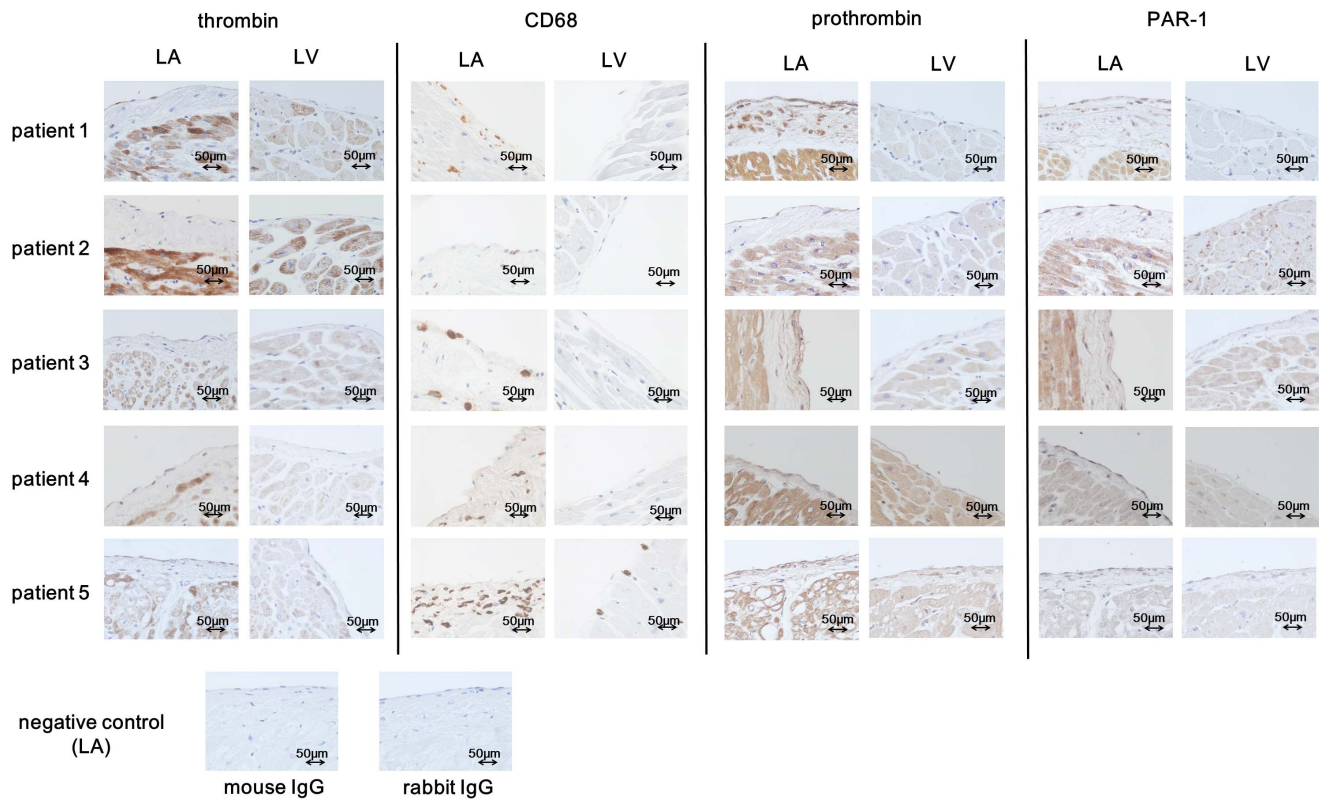 thrombin CD68 prothrombin PAR-1
LA LV LA LV LA LV LA LV
patient 1 50μm 50μm 50μm 50μm 50μm 50μm 50μm 50μm
patient 2 50μm 50μm 50μm 50μm 50μm 50μm 50μm 50μm
patient 3 50μm 50μm 50μm 50μm 50μm 50μm 50μm 50μm
patient 4 50μm 50μm 50μm 50μm 50μm 50μm 50μm 50μm
patient 5 50μm 50μm 50μm 50μm 50μm 50μm 50μm 50μm
negative control
(LA)
50μm 50μm
mouse IgG rabbit IgG